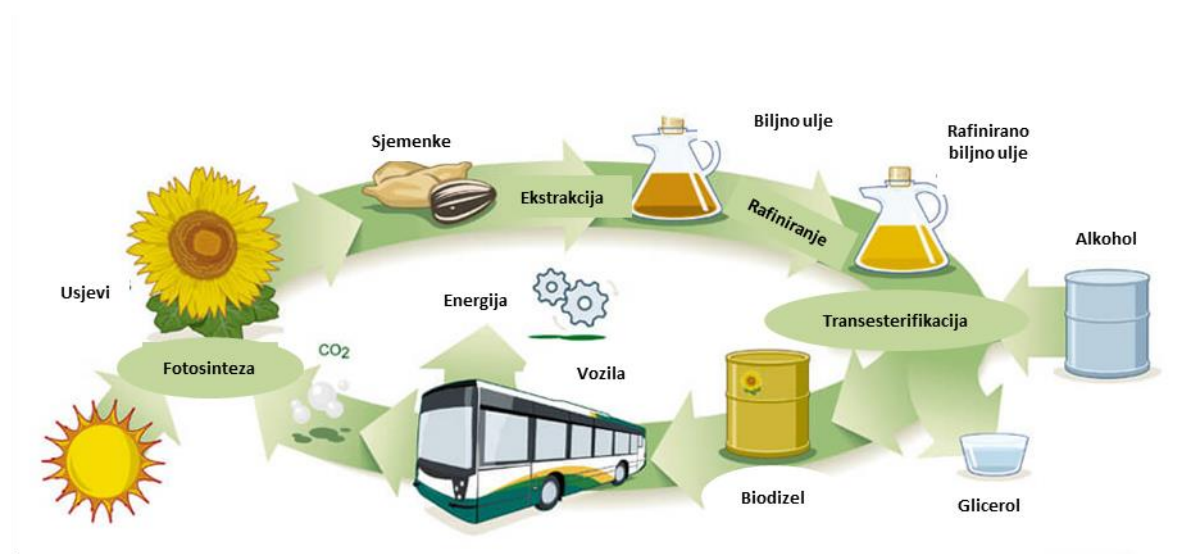 Biljno ulje
Rafinirano
biljno ulje
Sjemenke
Ekstrakcija
Rafiniranje
Alkohol
Usjevi
Energija
Transesterifikacija
CO2
Fotosinteza
Vozila
Biodizel
Glicerol